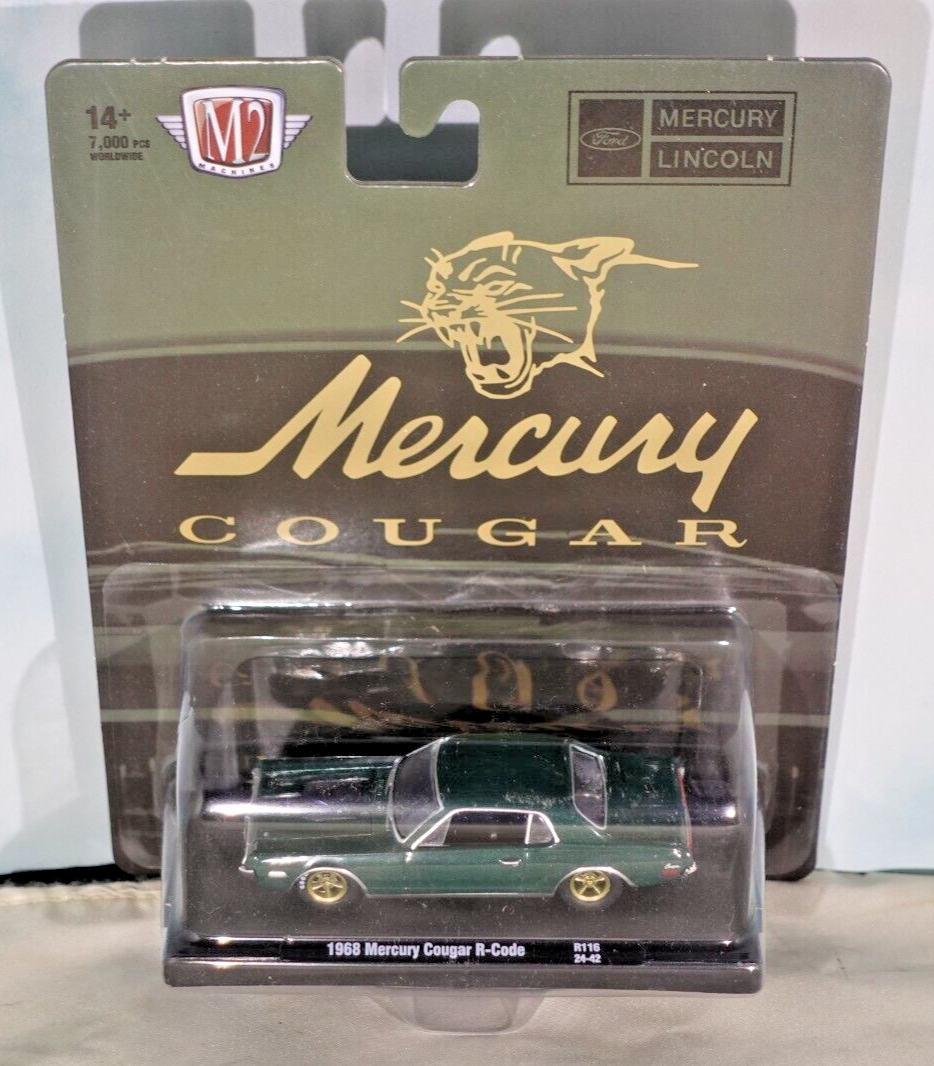 14+
7,000 PCS
WORLDWIDE
M2
MACHINES
Ford
MERCURY
LINCOLN
Mercury
COUGAR
1968 Mercury Cougar R-Code
R116
24-42